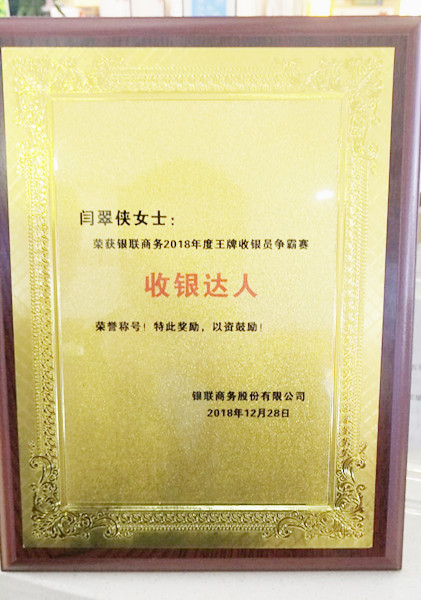 闫翠侠女士：
荣获银联商务2018年度王牌收银员争霸赛
收银达人
荣誉称号！特此奖励，以资鼓励！
银联商务股份有限公司
2018年12月28日